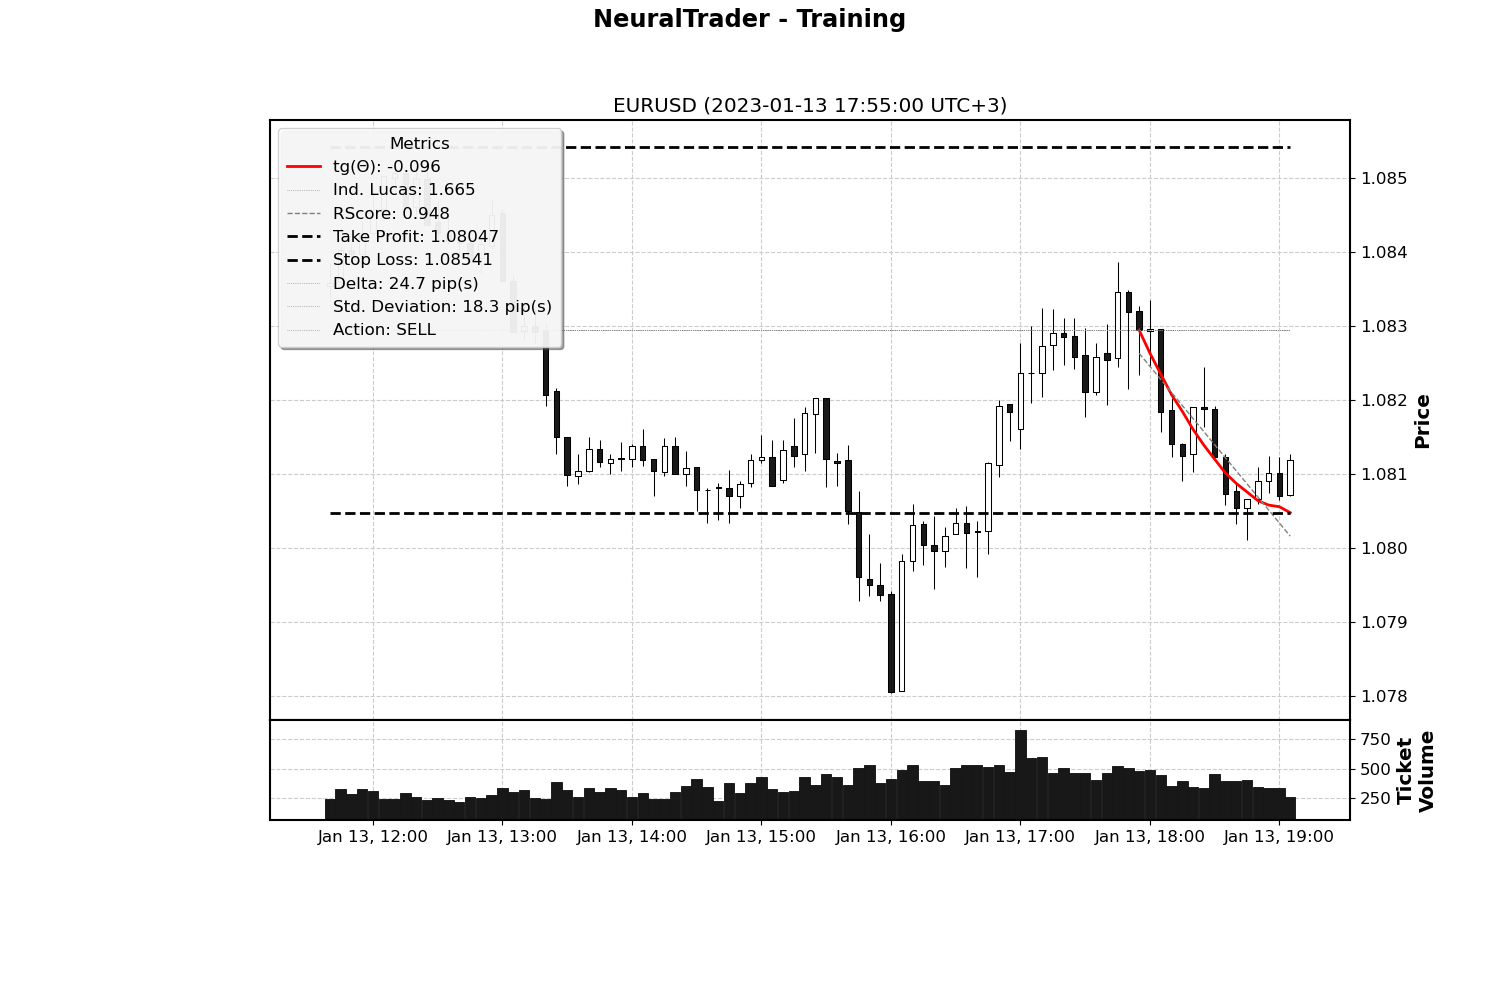 NeuralTrader - Training
EURUSD (2023-01-13 17:55:00 UTC+3)
Metrics
tg(Θ): -0.096
Ind. Lucas: 1.665
RScore: 0.948
Take Profit: 1.08047
Stop Loss: 1.08541
Delta: 24.7 pip(s)
Std. Deviation: 18.3 pip(s)
Action: SELL
1.085
1.084
1.083
1.082
1.081
1.080
1.079
1.078
Price
750
500
250
Ticket
Volume
Jan 13, 12:00
Jan 13, 13:00
Jan 13, 14:00
Jan 13, 15:00
Jan 13, 16:00
Jan 13, 17:00
Jan 13, 18:00
Jan 13, 19:00